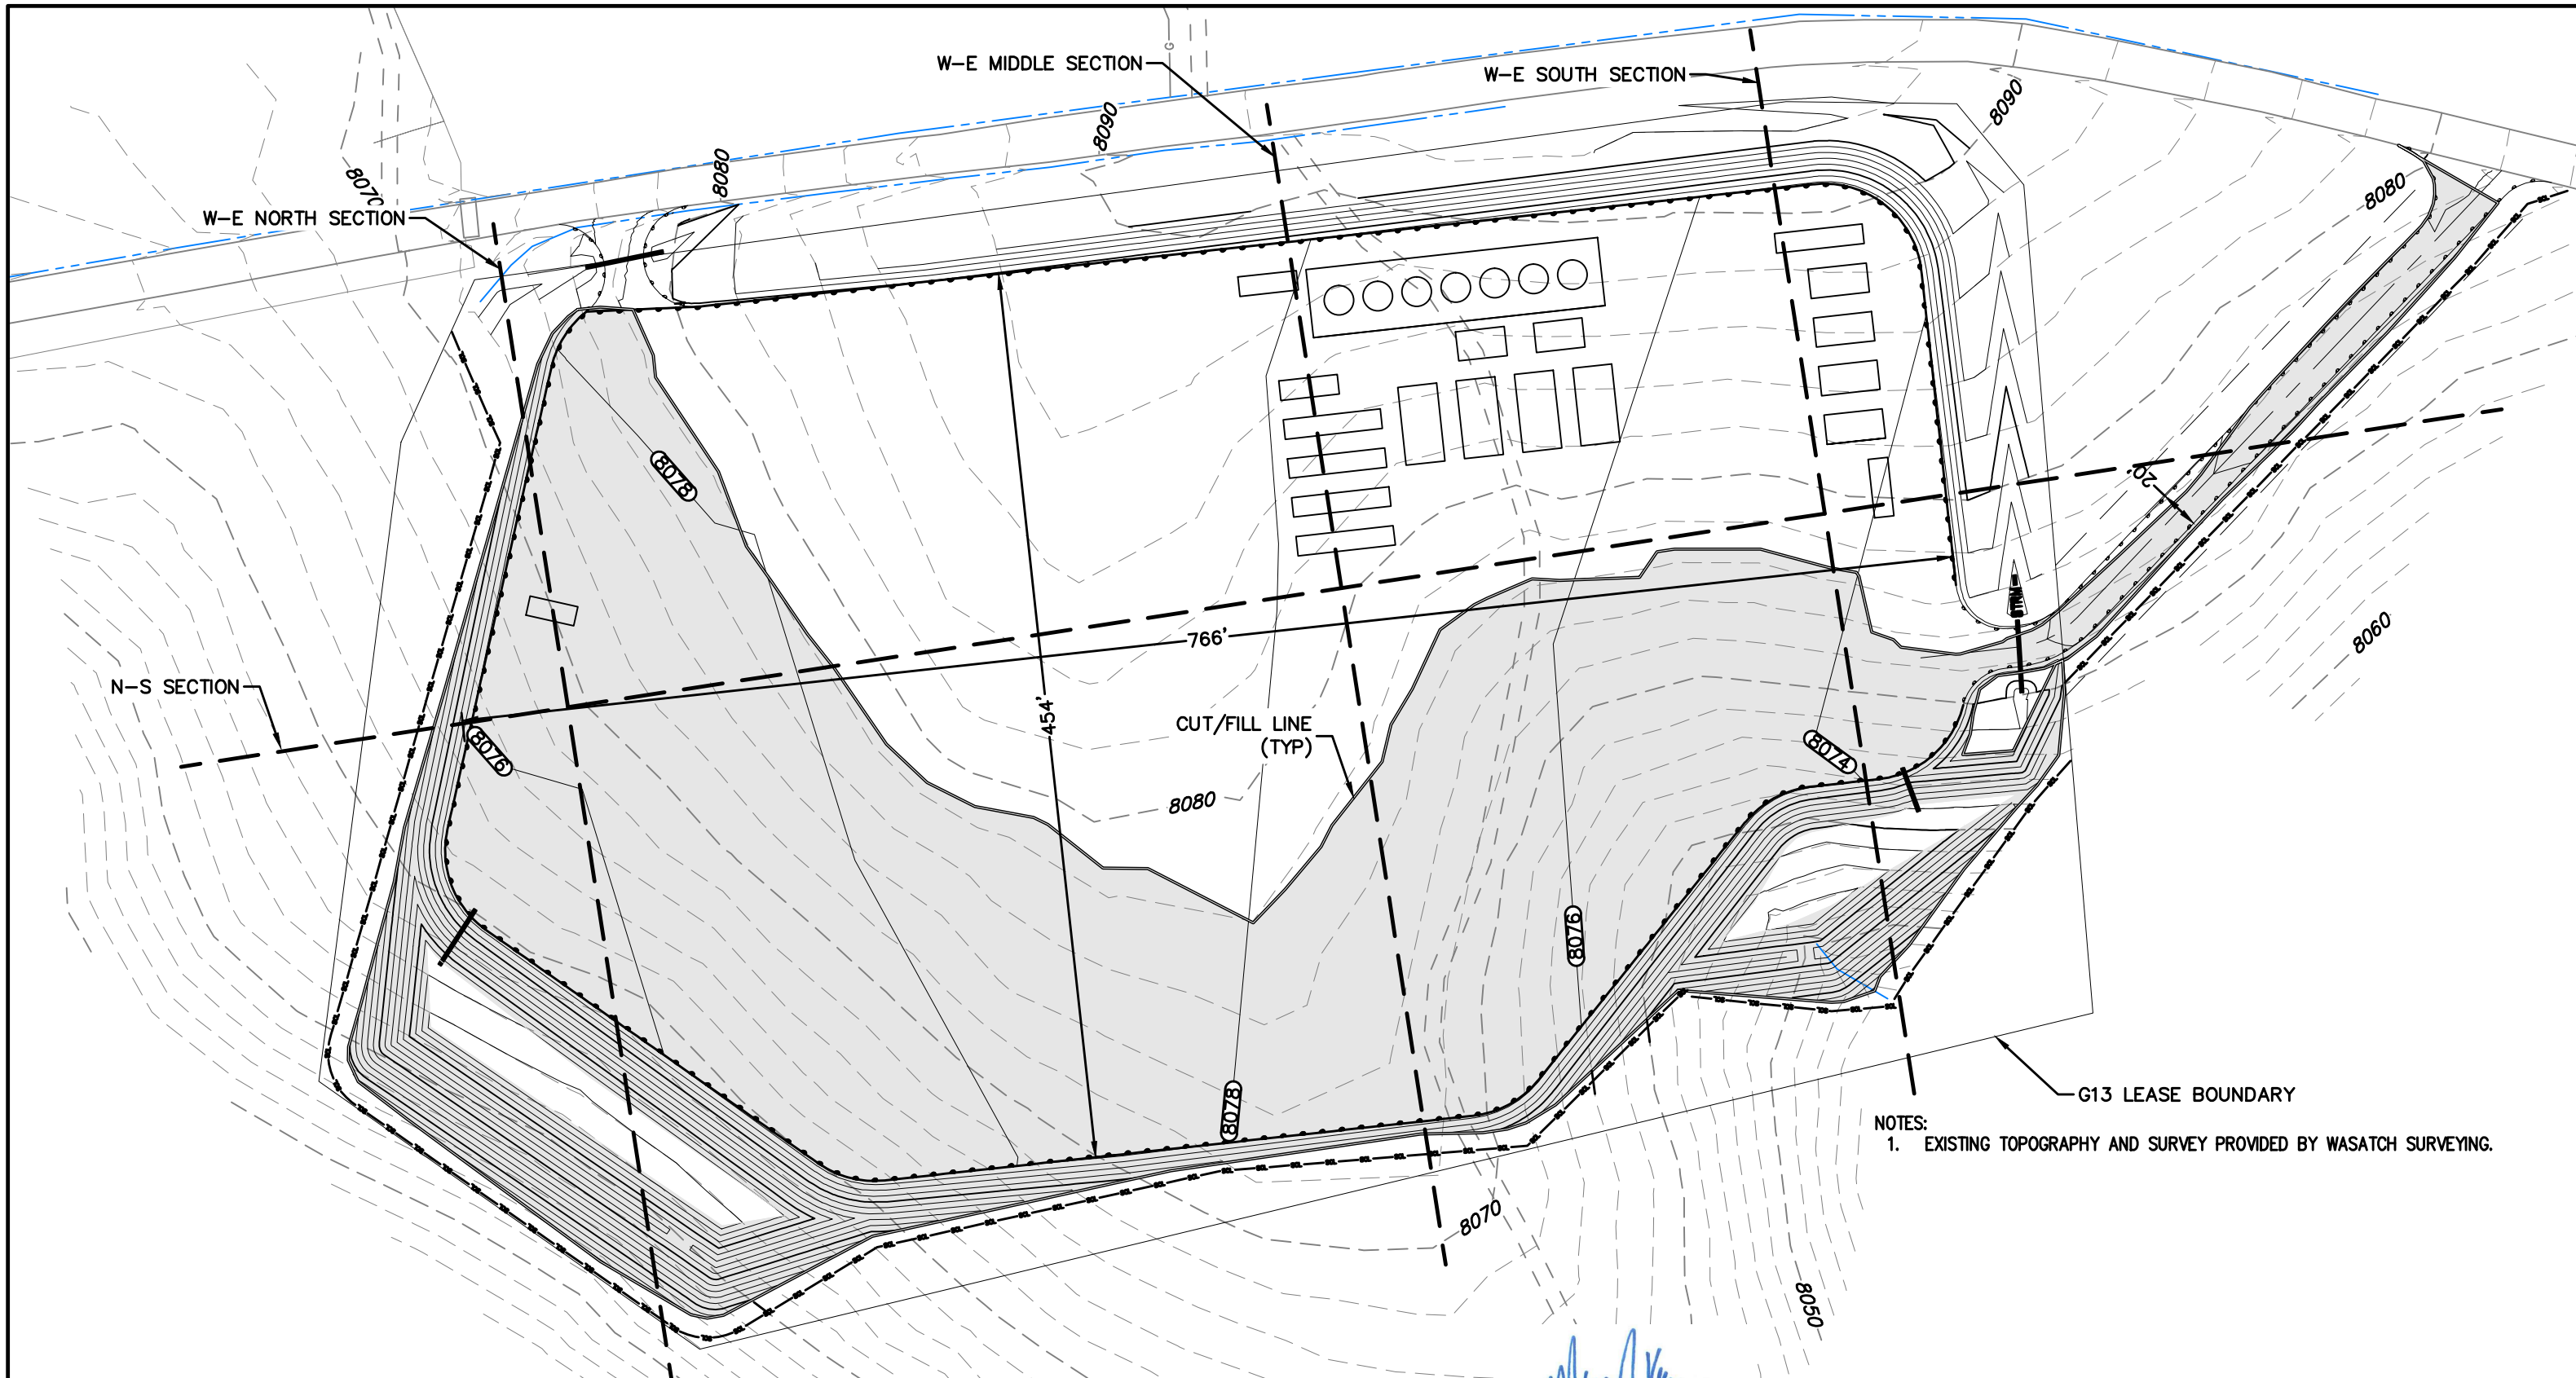 W-E MIDDLE SECTION
W-E SOUTH SECTION
G
8090
8090
8080
8070
8080
W-E NORTH SECTION
8078
20'
766'
8060
N-S SECTION
454'
CUT/FILL LINE
(TYP)
8076
8074
8080
8076
8078
G13 LEASE BOUNDARY
NOTES:
1. EXISTING TOPOGRAPHY AND SURVEY PROVIDED BY WASATCH SURVEYING.
8070
8050